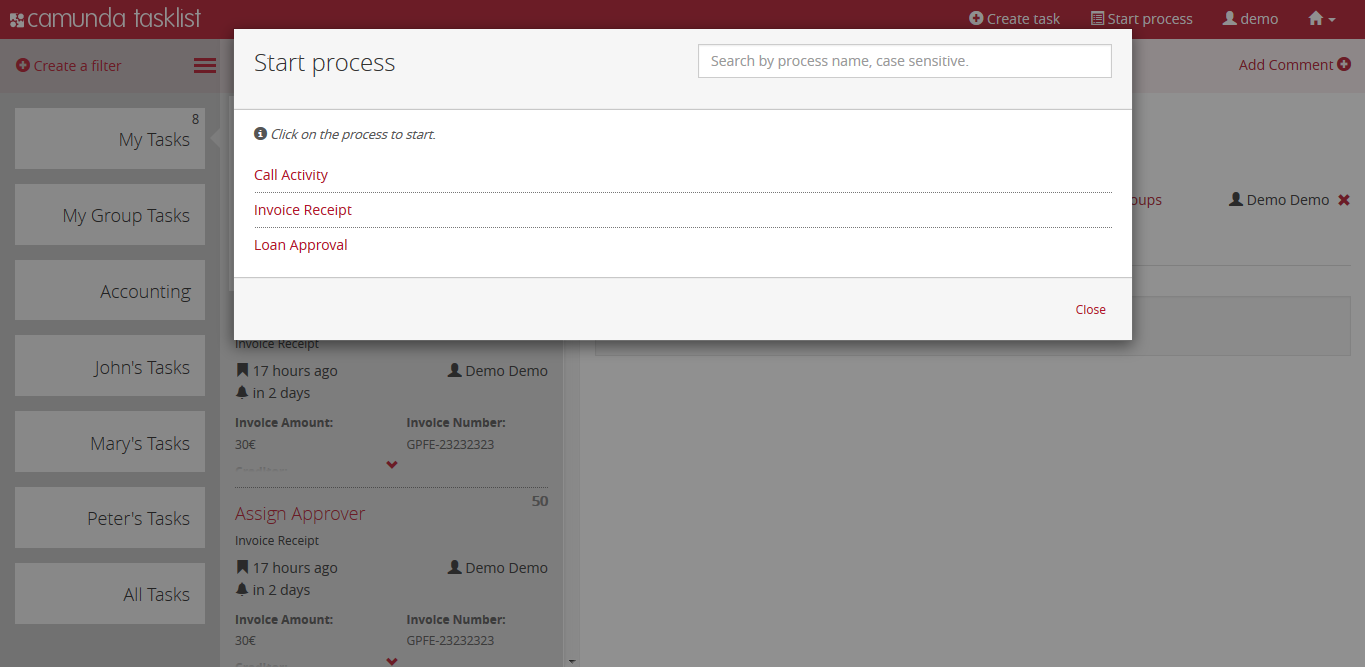 camunda tasklist
Create task
Start process
demo
Create a filter
Add Comment
Start process
Search by process name, case sensitive.
Click on the process to start.
Call Activity
Invoice Receipt
Loan Approval
Close
8
My Tasks
My Group Tasks
Accounting
John's Tasks
Mary's Tasks
Peter's Tasks
All Tasks
Invoice Receipt
17 hours ago
Demo Demo
in 2 days
Invoice Amount:
Invoice Number:
30€
GPFE-23232323
50
Assign Approver
Invoice Receipt
17 hours ago
Demo Demo
in 2 days
Invoice Amount:
Invoice Number:
30€
GPFE-23232323
oups
Demo Demo